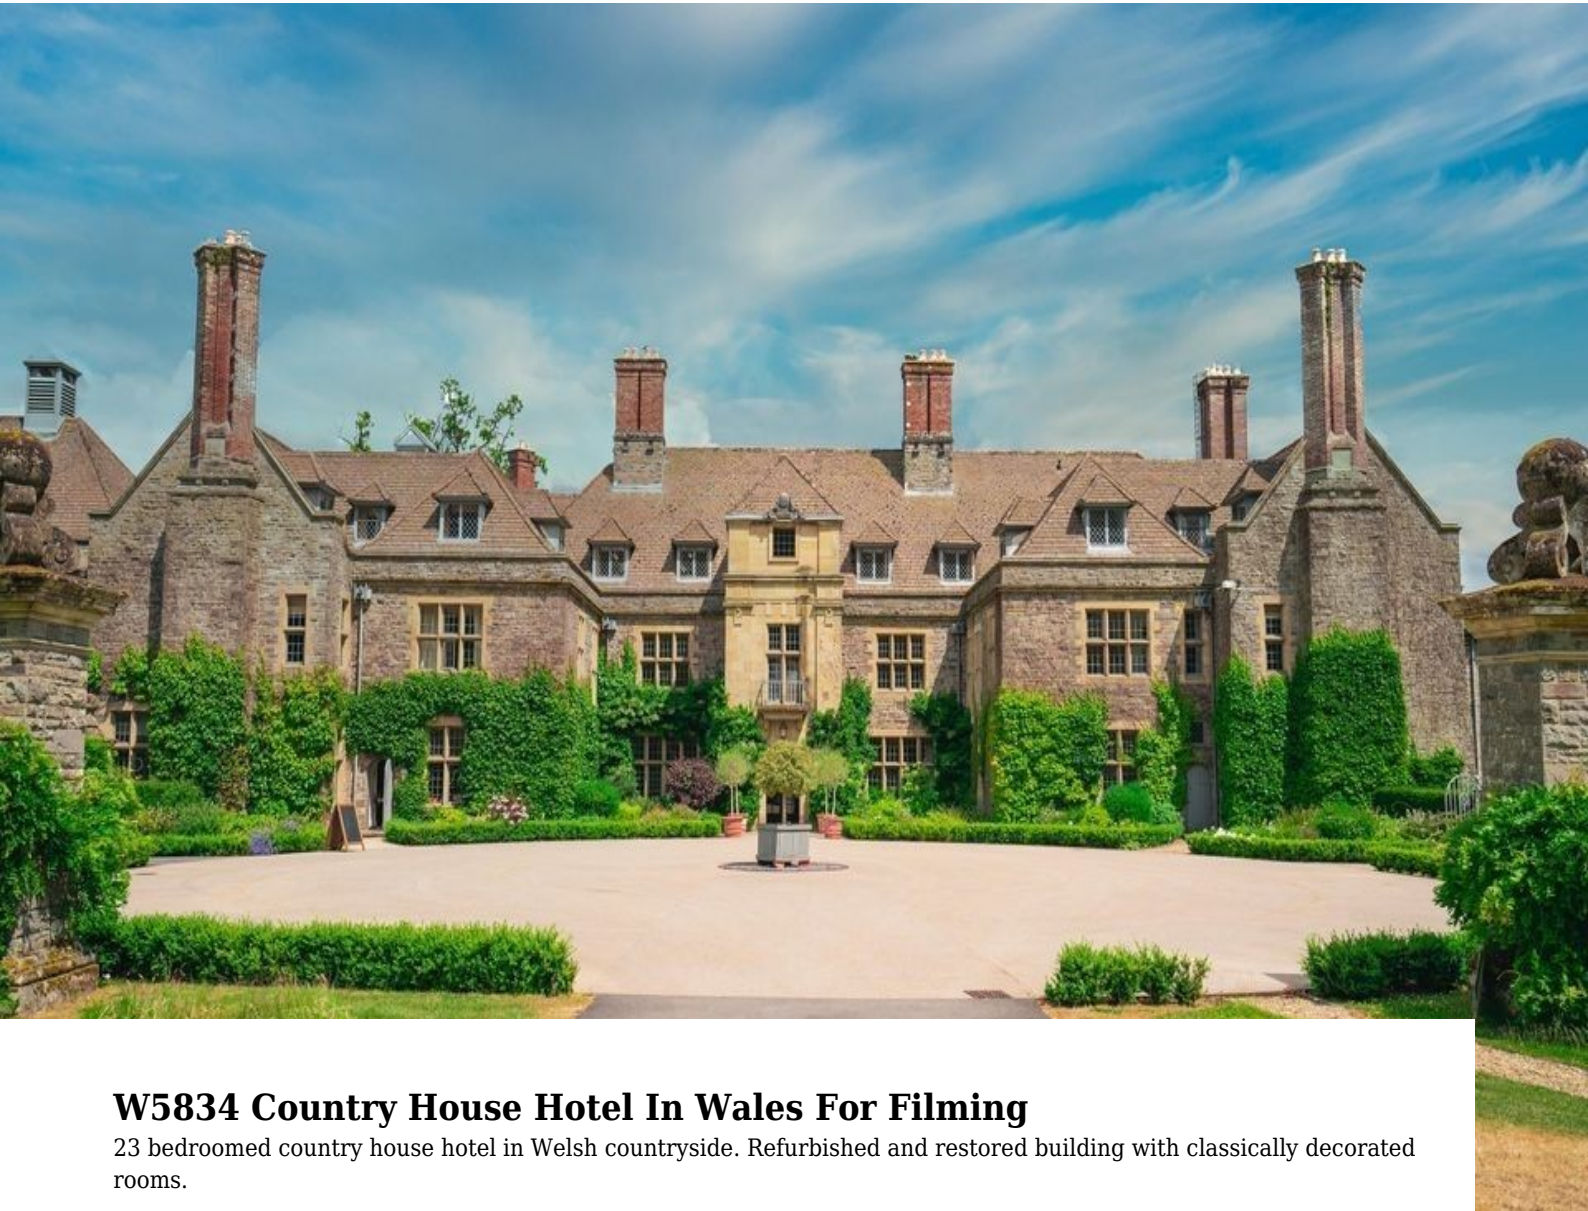 W5834 Country House Hotel In Wales For Filming
23 bedroomed country house hotel in Welsh countryside. Refurbished and restored building with classically decorated
rooms.